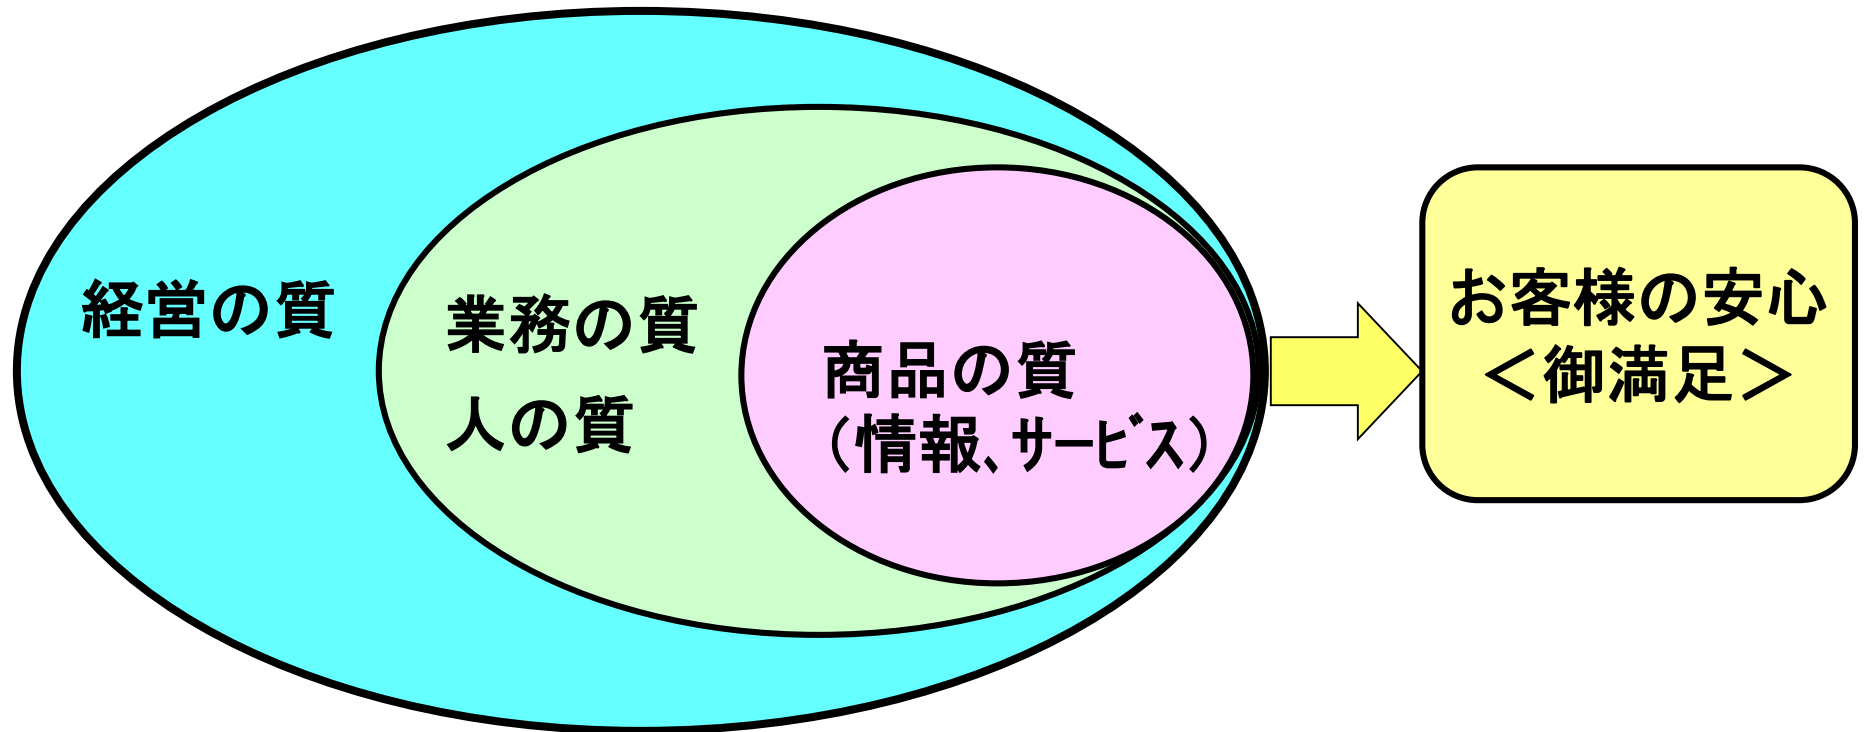 経営の質
業務の質
人の質
商品の質
（情報、ｻｰﾋﾞｽ）
お客様の安心
＜御満足＞